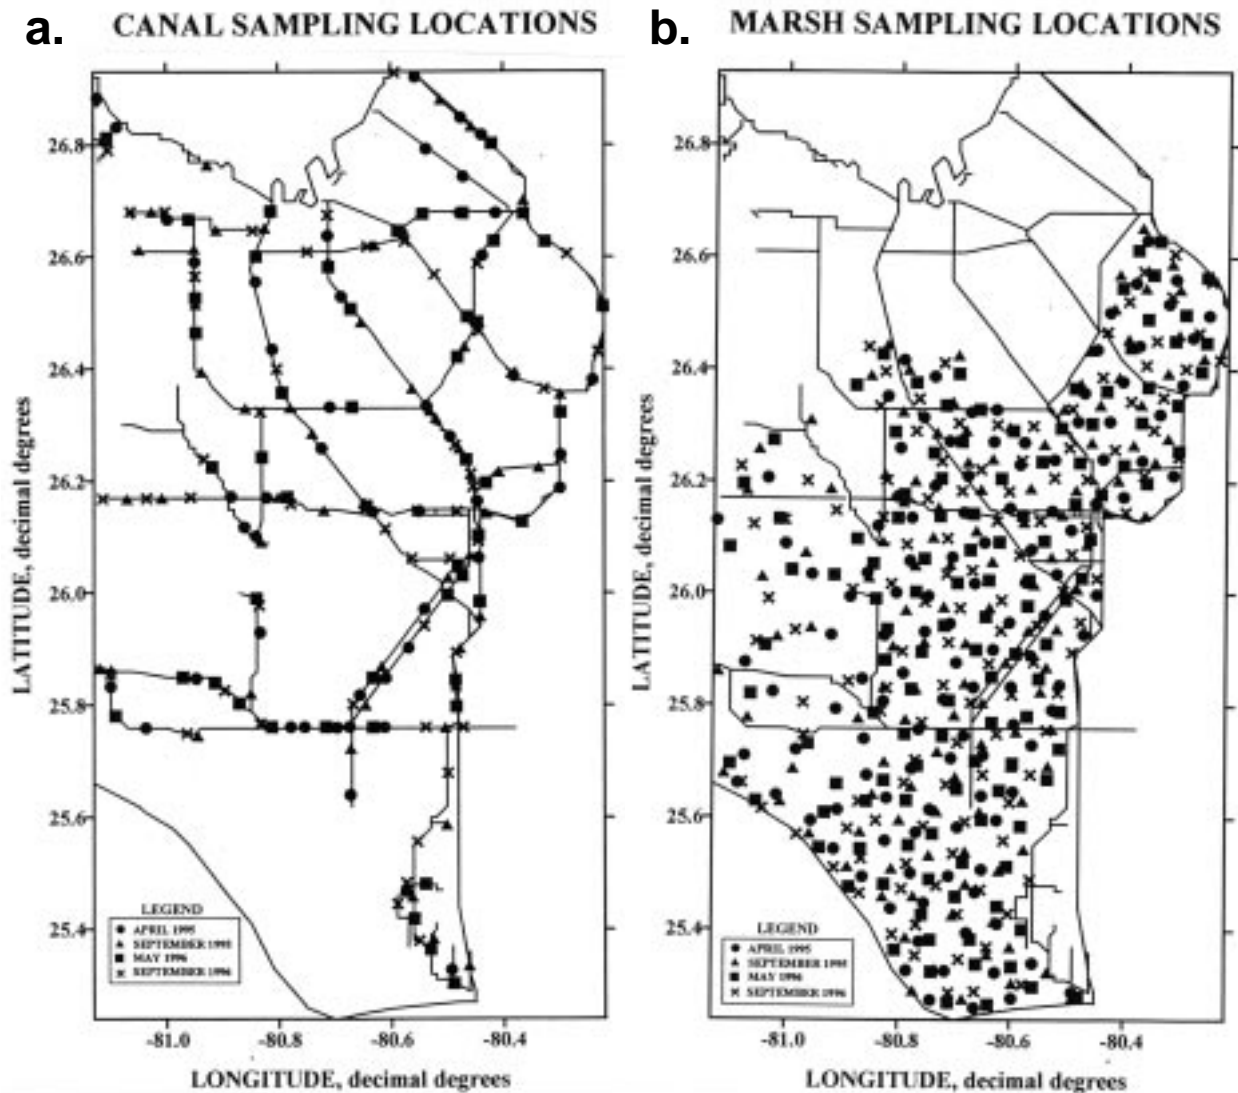 a. CANAL SAMPLING LOCATIONS
b. MARSH SAMPLING LOCATIONS
26.8
26.6
26.4
26.2
26.0
25.8
25.6
25.4
LATITUDE, decimal degrees
LEGEND
APRIL 1995
SEPTEMBER 1995
MAY 1996
SEPTEMBER 1996
-81.0 -80.8 -80.6 -80.4
LONGITUDE, decimal degrees
26.8
26.6
26.4
26.2
26.0
25.8
25.6
25.4
LATITUDE, decimal degrees
LEGEND
APRIL 1995
SEPTEMBER 1995
MAY 1996
SEPTEMBER 1996
-81.0 -80.8 -80.6 -80.4
LONGITUDE, decimal degrees